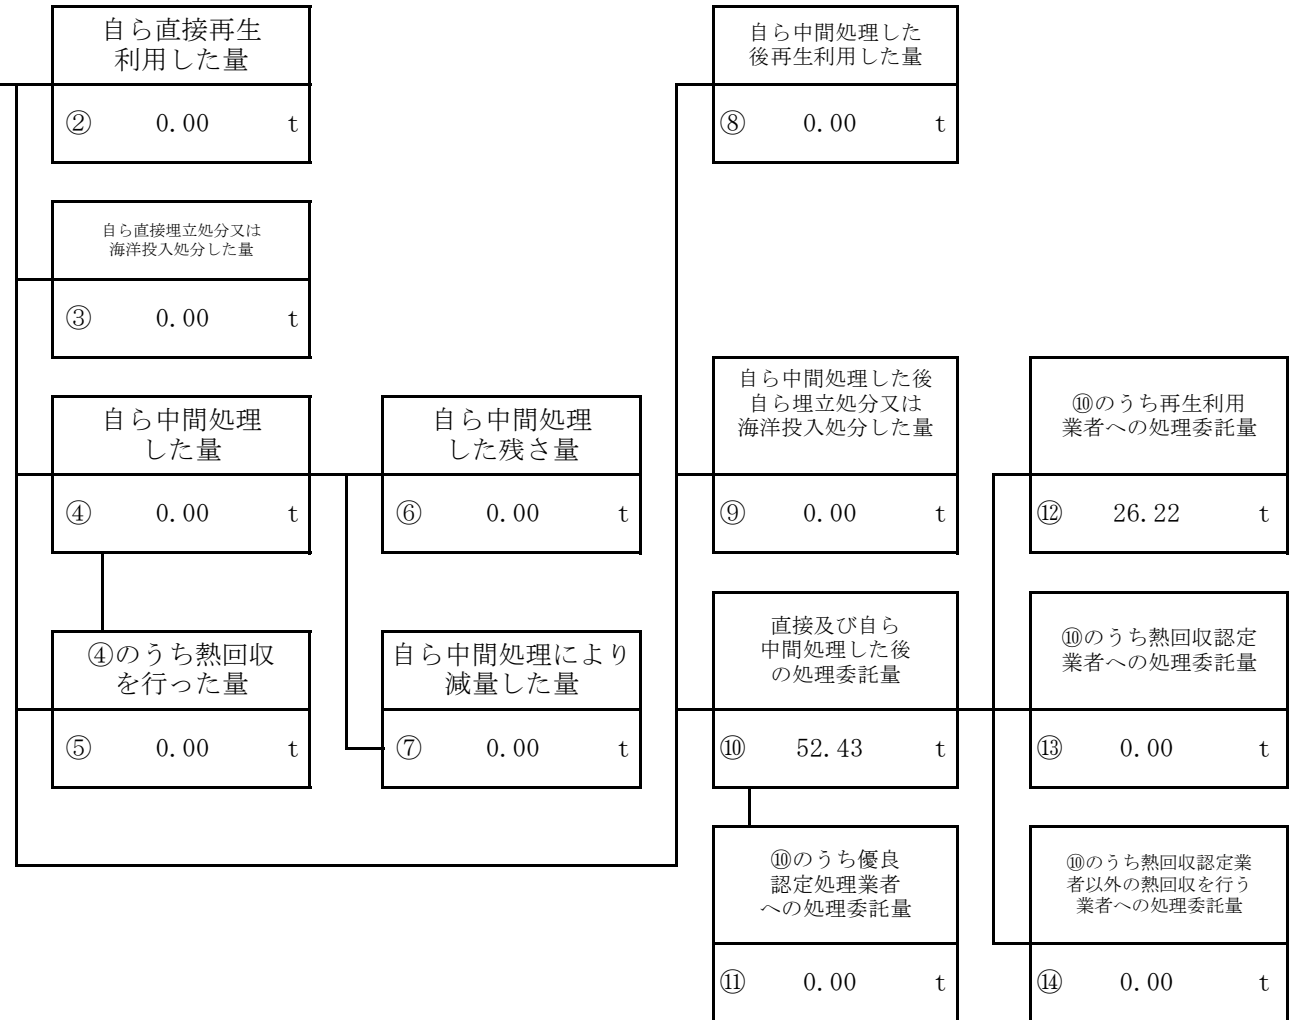 自ら直接再生
利用した量
② 0.00 t
自ら中間処理した
後再生利用した量
⑧ 0.00 t
自ら直接埋立処分又は
海洋投入処分した量
③ 0.00 t
自ら中間処理
した量
④ 0.00 t
自ら中間処理
した残さ量
⑥ 0.00 t
自ら中間処理した後
自ら埋立処分又は
海洋投入処分した量
⑨ 0.00 t
⑩のうち再生利用
業者への処理委託量
⑫ 26.22 t
④のうち熱回収
を行った量
⑤ 0.00 t
自ら中間処理により
減量した量
⑦ 0.00 t
直接及び自ら
中間処理した後
の処理委託量
⑩ 52.43 t
⑩のうち熱回収認定
業者への処理委託量
⑬ 0.00 t
⑩のうち優良
認定処理業者
への処理委託量
⑪ 0.00 t
⑩のうち熱回収認定業
者以外の熱回収を行う
業者への処理委託量
⑭ 0.00 t